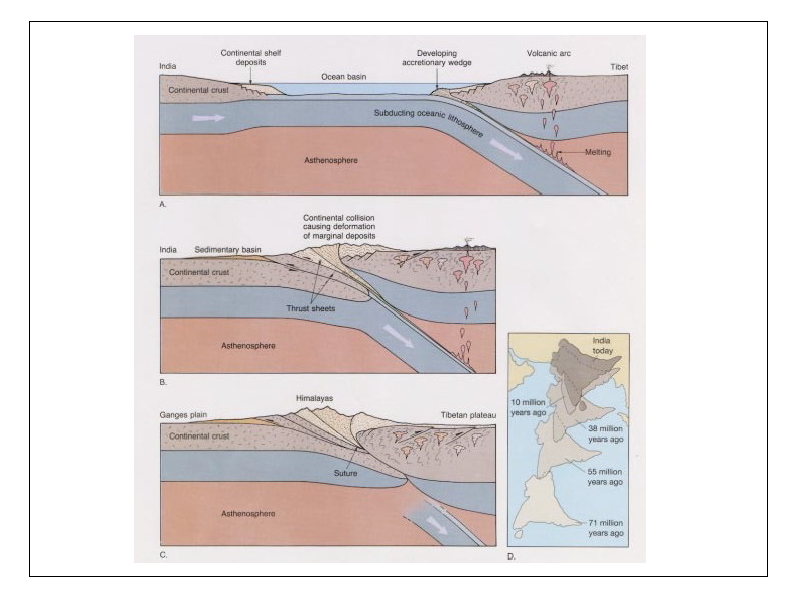 Continental shelf
deposits
Developing
accretionary wedge
Volcanic arc
India
Ocean basin
Tibet
Continental crust
Subducting oceanic lithosphere
Melting
Asthenosphere
A.
Continental collision
causing deformation
of marginal deposits
India
Sedimentary basin
Continental crust
Thrust sheets
Asthenosphere
B.
Himalayas
Ganges plain
Tibetan plateau
Continental crust
Suture
Asthenosphere
C.
India
today
10 million
years ago
38 million
years ago
55 million
years ago
71 million
years ago
D.